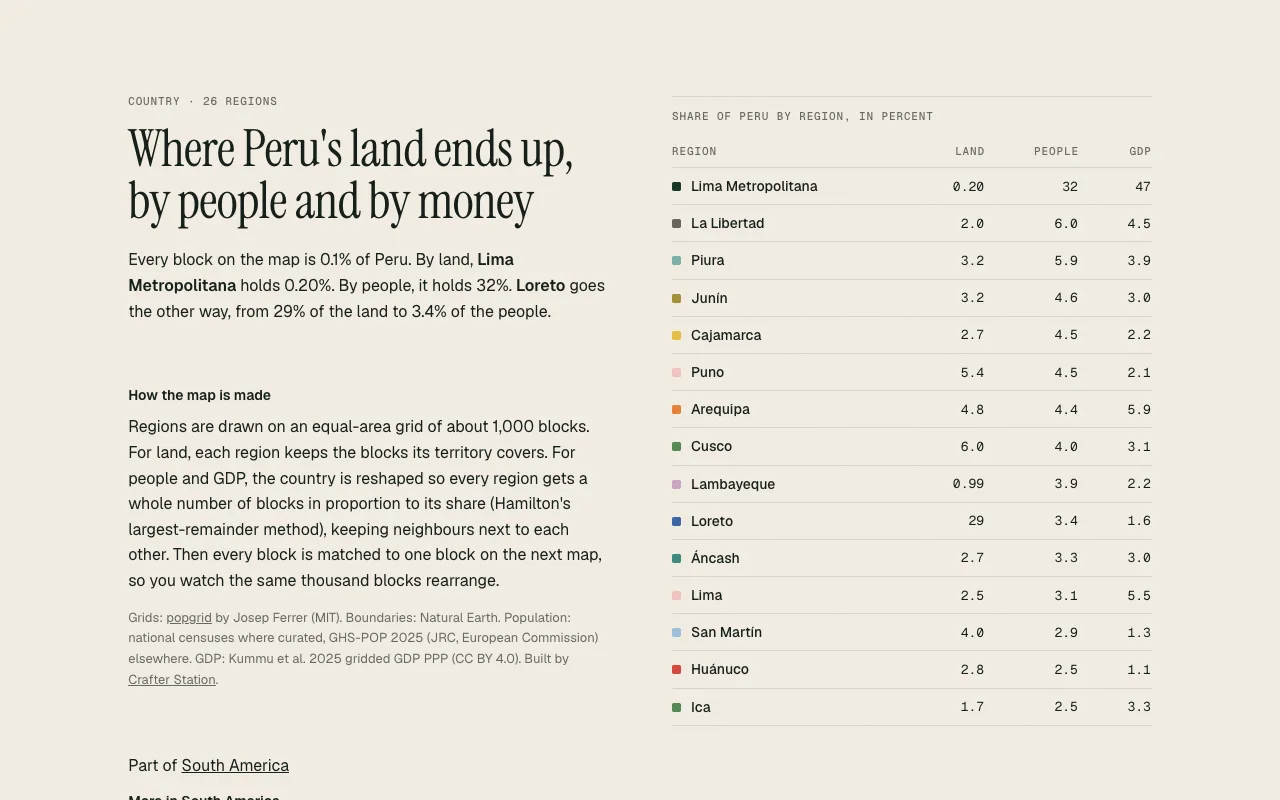 COUNTRY · 26 REGIONS
Where Peru's land ends up,
by people and by money
Every block on the map is 0.1% of Peru. By land, Lima
Metropolitana holds 0.20%. By people, it holds 32%. Loreto goes
the other way, from 29% of the land to 3.4% of the people.
How the map is made
Regions are drawn on an equal-area grid of about 1,000 blocks.
For land, each region keeps the blocks its territory covers. For
people and GDP, the country is reshaped so every region gets a
whole number of blocks in proportion to its share (Hamilton's
largest-remainder method), keeping neighbours next to each
other. Then every block is matched to one block on the next map,
so you watch the same thousand blocks rearrange.
Grids: popgrid by Josep Ferrer (MIT). Boundaries: Natural Earth. Population:
national censuses where curated, GHS-POP 2025 (JRC, European Commission)
elsewhere. GDP: Kummu et al. 2025 gridded GDP PPP (CC BY 4.0). Built by
Crafter Station.
Part of South America
More in South America
SHARE OF PERU BY REGION, IN PERCENT
REGION LAND PEOPLE GDP
Lima Metropolitana 0.20 32 47
La Libertad 2.0 6.0 4.5
Piura 3.2 5.9 3.9
Junín 3.2 4.6 3.0
Cajamarca 2.7 4.5 2.2
Puno 5.4 4.5 2.1
Arequipa 4.8 4.4 5.9
Cusco 6.0 4.0 3.1
Lambayeque 0.99 3.9 2.2
Loreto 29 3.4 1.6
Áncash 2.7 3.3 3.0
Lima 2.5 3.1 5.5
San Martín 4.0 2.9 1.3
Huánuco 2.8 2.5 1.1
Ica 1.7 2.5 3.3